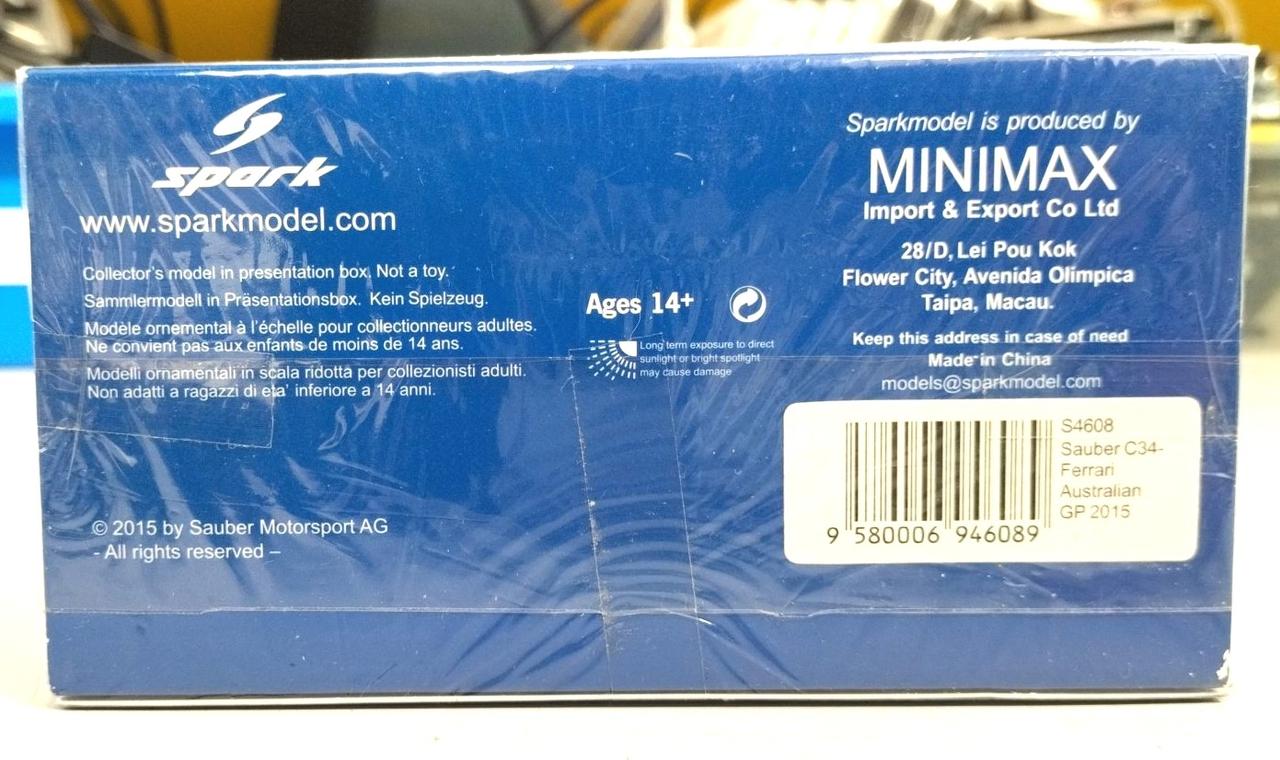 spark
www.sparkmodel.com
Collector's model in presentation box. Not a toy.
Sammlermodell in Präsentationsbox. Kein Spielzeug.
Modèle ornemental à l'échelle pour collectionneurs adultes.
Ne convient pas aux enfants de moins de 14 ans.
Modelli ornamentali in scala ridotta per collezionisti adulti.
Non adatti a ragazzi di eta' inferiore a 14 anni.
© 2015 by Sauber Motorsport AG
- All rights reserved –
Ages 14+
Long term exposure to direct
sunlight or bright spotlight
may cause damage
Sparkmodel is produced by
MINIMAX
Import & Export Co Ltd
28/D, Lei Pou Kok
Flower City, Avenida Olimpica
Taipa, Macau.
Keep this address in case of need
Made in China
models@sparkmodel.com
S4608
Sauber C34-
Ferrari
Australian
GP 2015
9 580006 946089